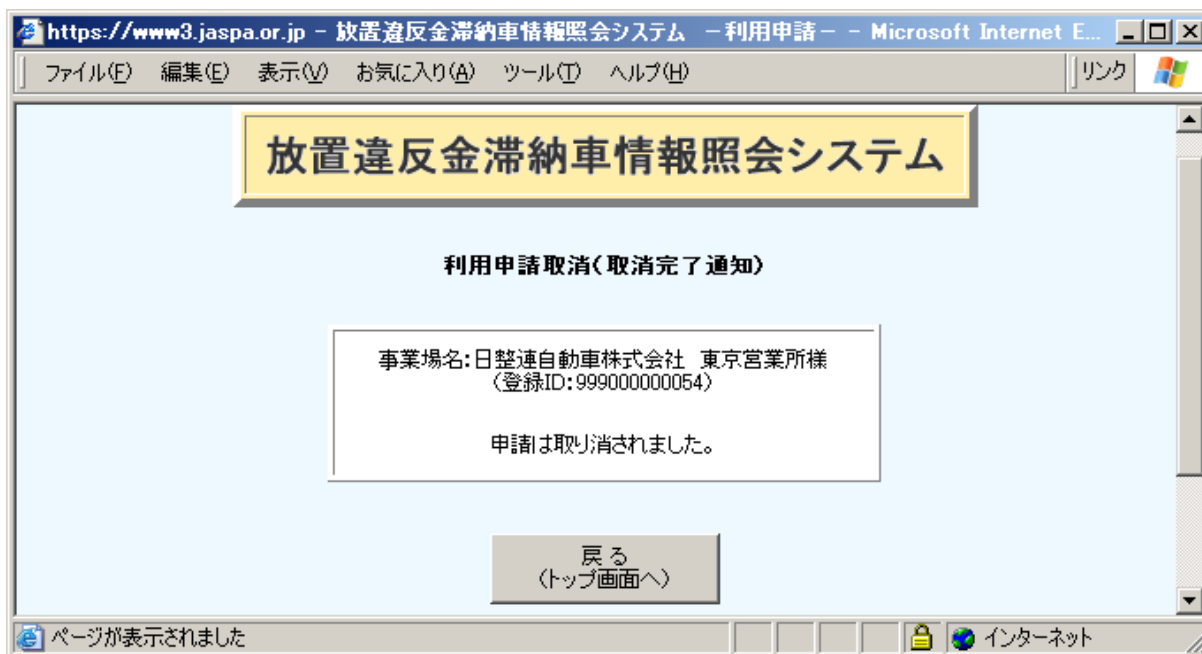 https://www3.jaspa.or.jp - 放置違反金滞納車情報照会システム －利用申請－ - Microsoft Internet E...
ファイル(F) 編集(E) 表示(V) お気に入り(A) ツール(T) ヘルプ(H) リンク
放置違反金滞納車情報照会システム
利用申請取消(取消完了通知)
事業場名:日整連自動車株式会社 東京営業所様
(登録ID:999000000054)
申請は取り消されました。
戻る
(トップ画面へ)
ページが表示されました インターネット